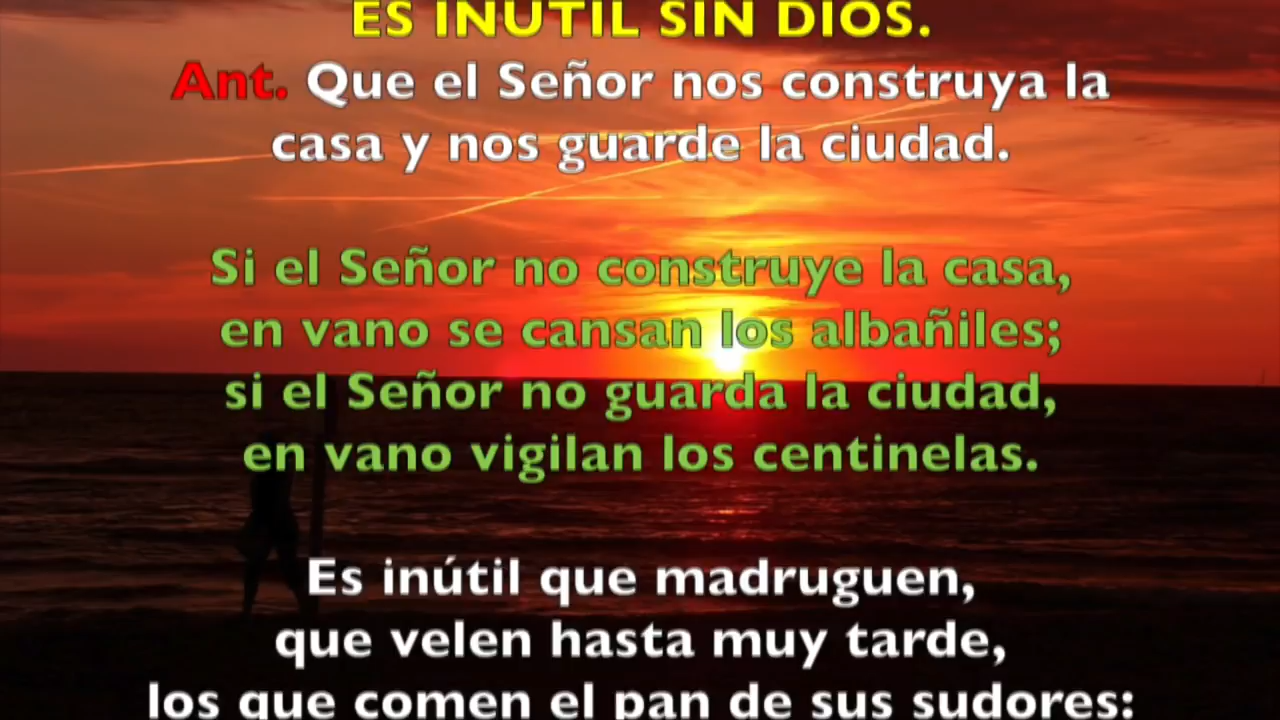 ES INÚTIL SIN DIOS.
Ant. Que el Señor nos construya la
casa y nos guarde la ciudad.
Si el Señor no construye la casa,
en vano se cansan los albañiles;
si el Señor no guarda la ciudad,
en vano vigilan los centinelas.
Es inútil que madruguen,
que velen hasta muy tarde,
los que comen el pan de sus sudores: